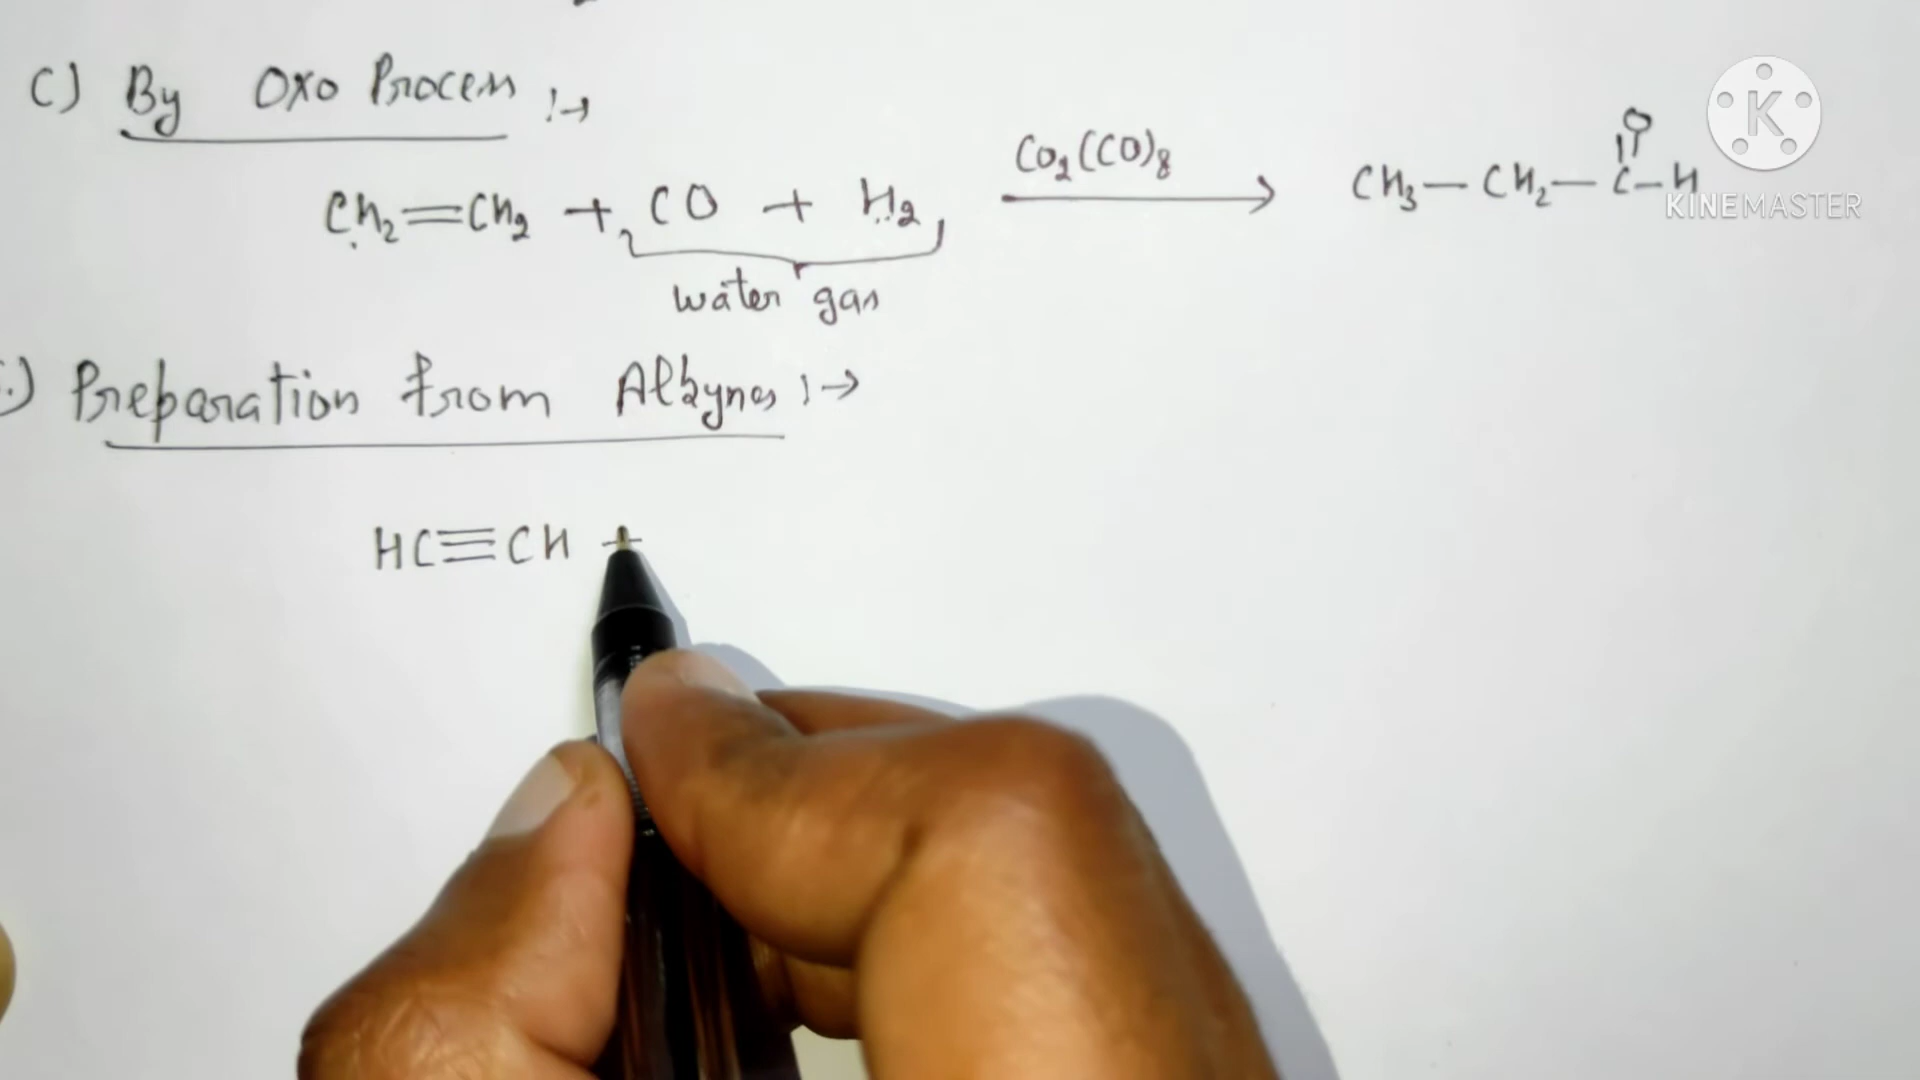 C) By Oxo Process :→
CH₂=CH₂ + CO + H₂ Co₂(CO)₈ → CH₃—CH₂—C—H
O
water gas
.) Preparation from Alkynes :→
HC≡CH +
K
KINEMASTER